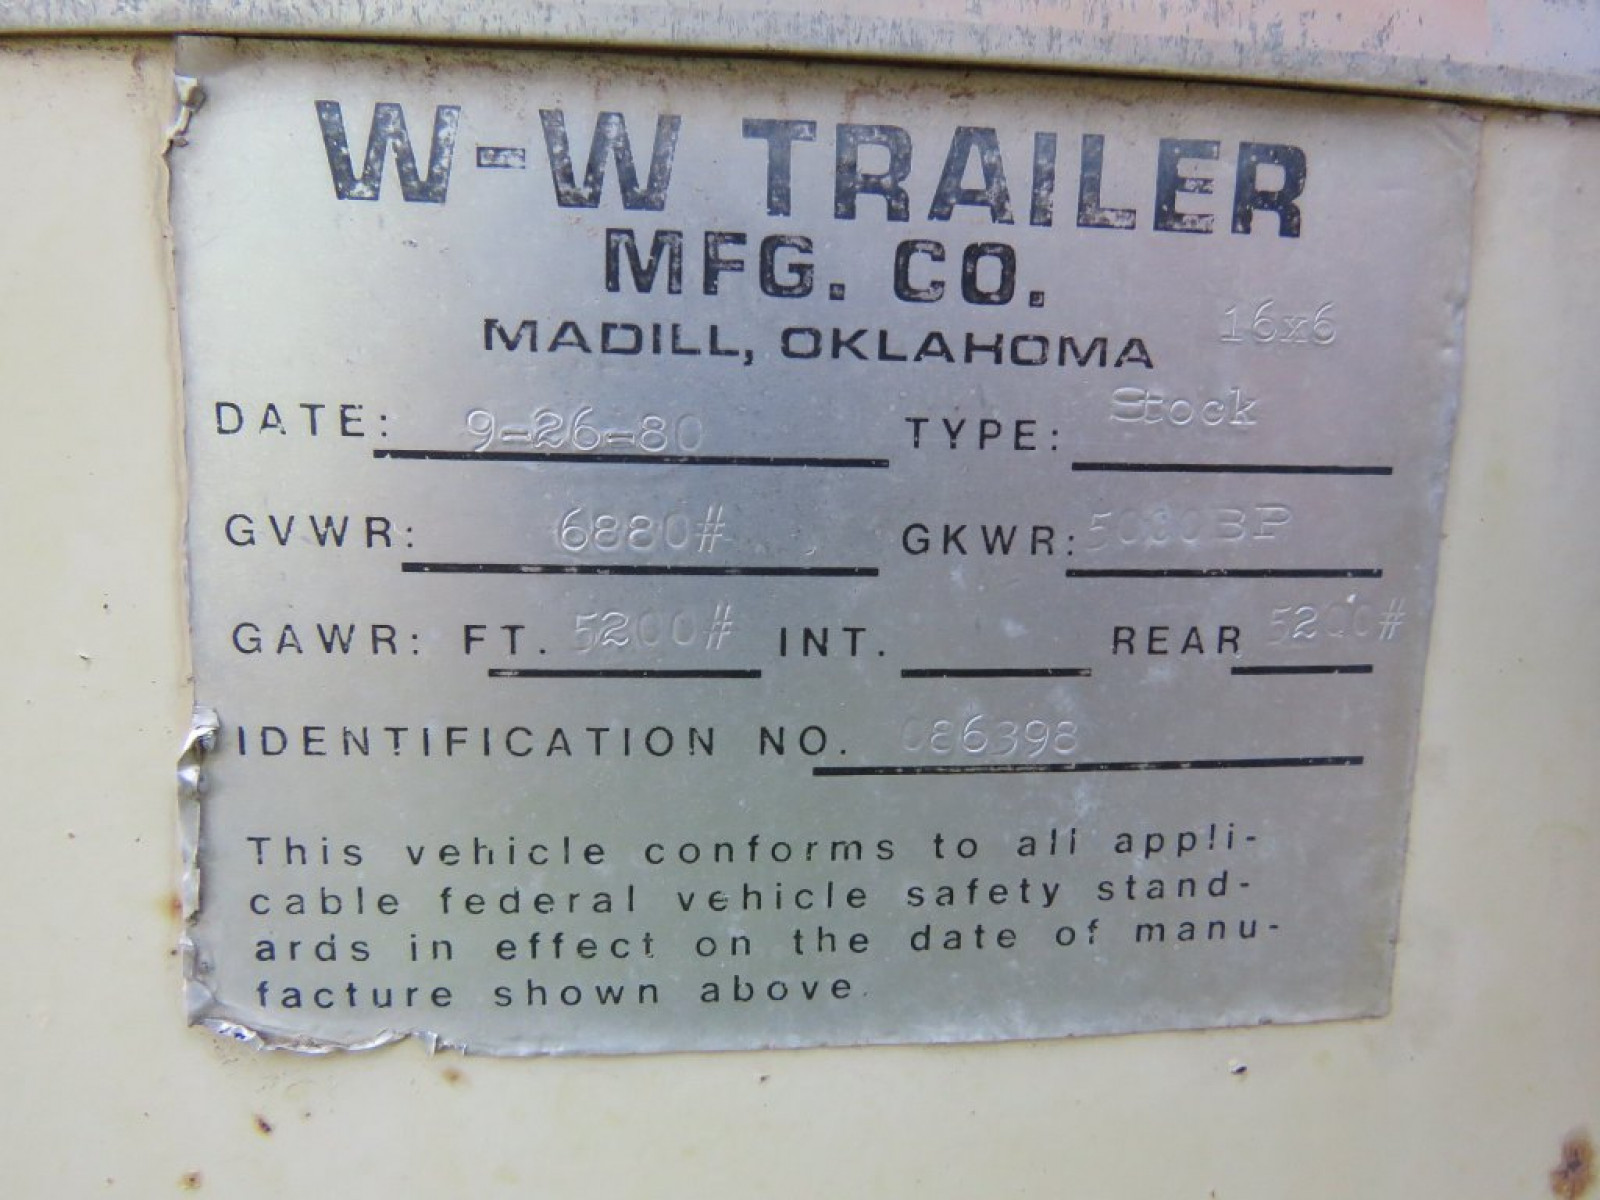 W-W TRAILER
MFG. CO.
MADILL, OKLAHOMA 16x6
DATE: 9-26-80 TYPE: Stock
GVWR: 6880# GKWR: 5000BP
GAWR: FT. 5200# INT. REAR 5200#
IDENTIFICATION NO. 086398
This vehicle conforms to all appli-
cable federal vehicle safety stand-
ards in effect on the date of manu-
facture shown above.